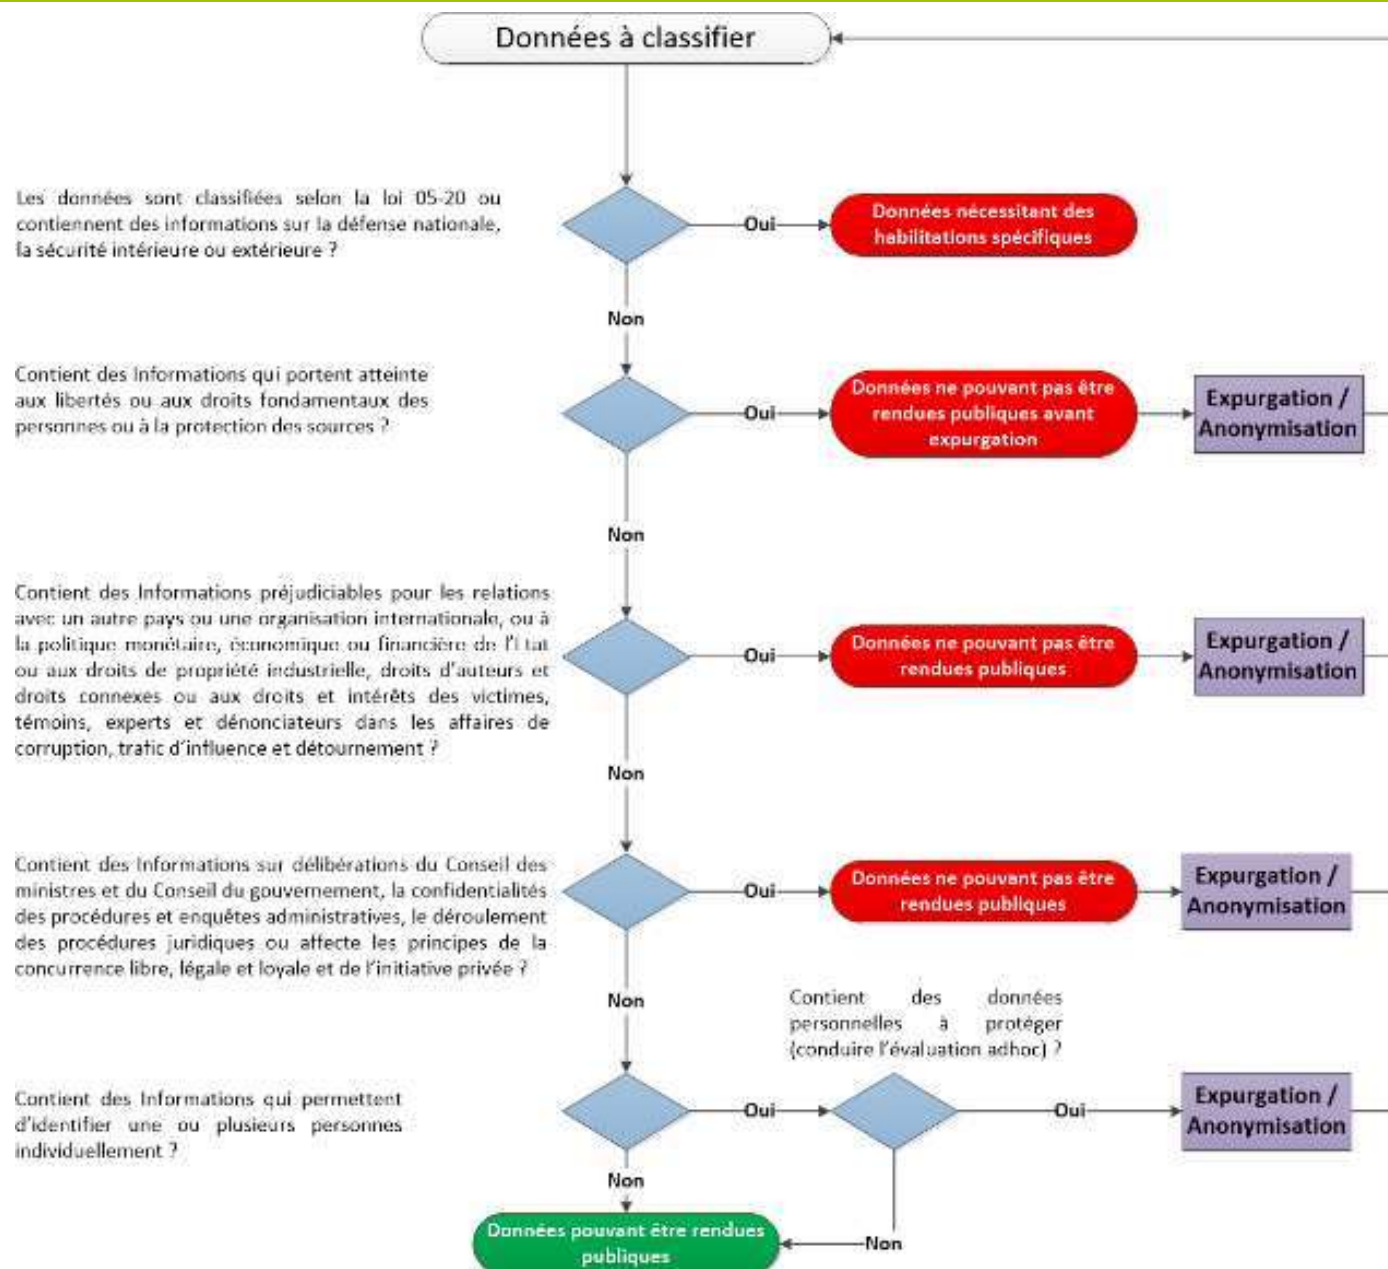 Données à classifier
Les données sont classifiées selon la loi 05-20 ou
contiennent des informations sur la défense nationale,
la sécurité intérieure ou extérieure ?
Oui
Données nécessitant des
habilitations spécifiques
Non
Contient des Informations qui portent atteinte
aux libertés ou aux droits fondamentaux des
personnes ou à la protection des sources ?
Oui
Données ne pouvant pas être
rendues publiques avant
expurgation
Expurgation /
Anonymisation
Non
Contient des Informations préjudiciables pour les relations
avec un autre pays ou une organisation internationale, ou à
la politique monétaire, économique ou financière de l'Etat
ou aux droits de propriété industrielle, droits d'auteurs et
droits connexes ou aux droits et intérêts des victimes,
témoins, experts et dénonciateurs dans les affaires de
corruption, trafic d'influence et détournement ?
Oui
Données ne pouvant pas être
rendues publiques
Expurgation /
Anonymisation
Non
Contient des Informations sur délibérations du Conseil des
ministres et du Conseil du gouvernement, la confidentialités
des procédures et enquêtes administratives, le déroulement
des procédures juridiques ou affecte les principes de la
concurrence libre, légale et loyale et de l'initiative privée ?
Oui
Données ne pouvant pas être
rendues publiques
Expurgation /
Anonymisation
Non
Contient des données
personnelles à protéger
(conduire l'évaluation adhoc) ?
Contient des Informations qui permettent
d'identifier une ou plusieurs personnes
individuellement ?
Oui
Oui
Expurgation /
Anonymisation
Non
Données pouvant être rendues
publiques
Non